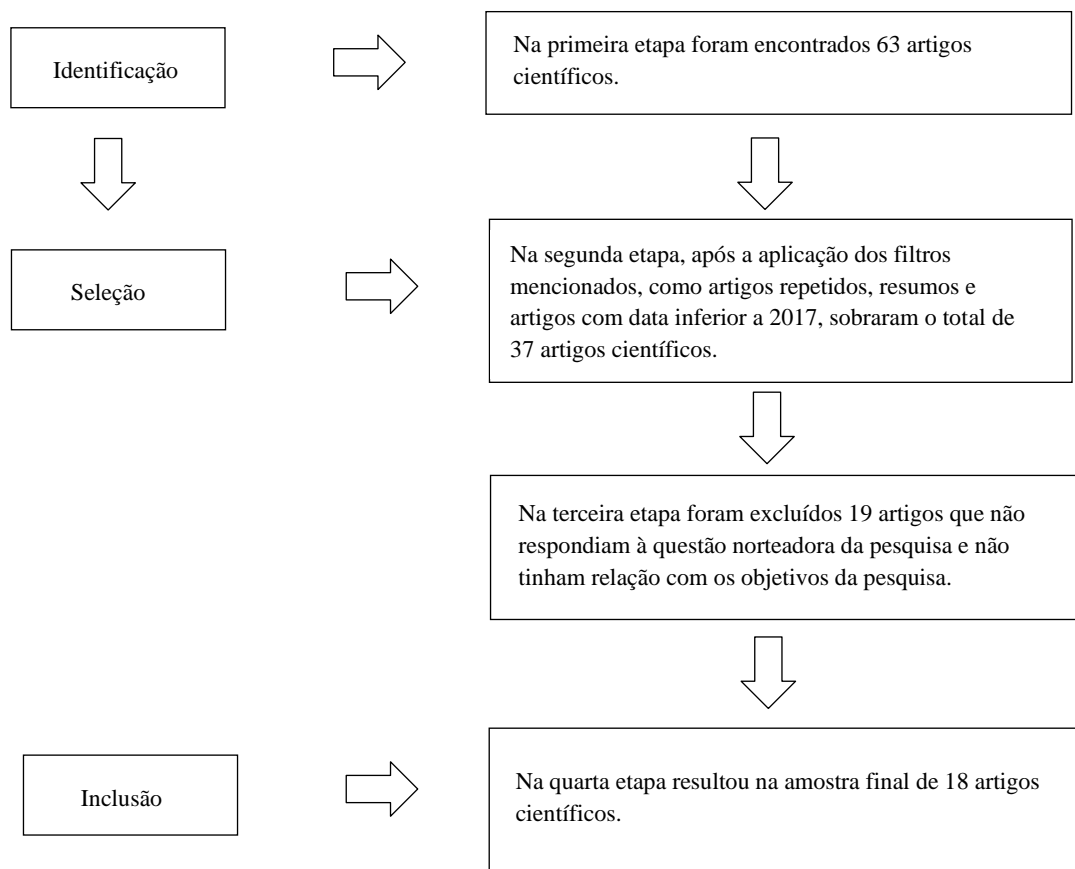 Identificação
Na primeira etapa foram encontrados 63 artigos
científicos.
Seleção
Na segunda etapa, após a aplicação dos filtros
mencionados, como artigos repetidos, resumos e
artigos com data inferior a 2017, sobraram o total de
37 artigos científicos.
Na terceira etapa foram excluídos 19 artigos que não
respondiam à questão norteadora da pesquisa e não
tinham relação com os objetivos da pesquisa.
Inclusão
Na quarta etapa resultou na amostra final de 18 artigos
científicos.